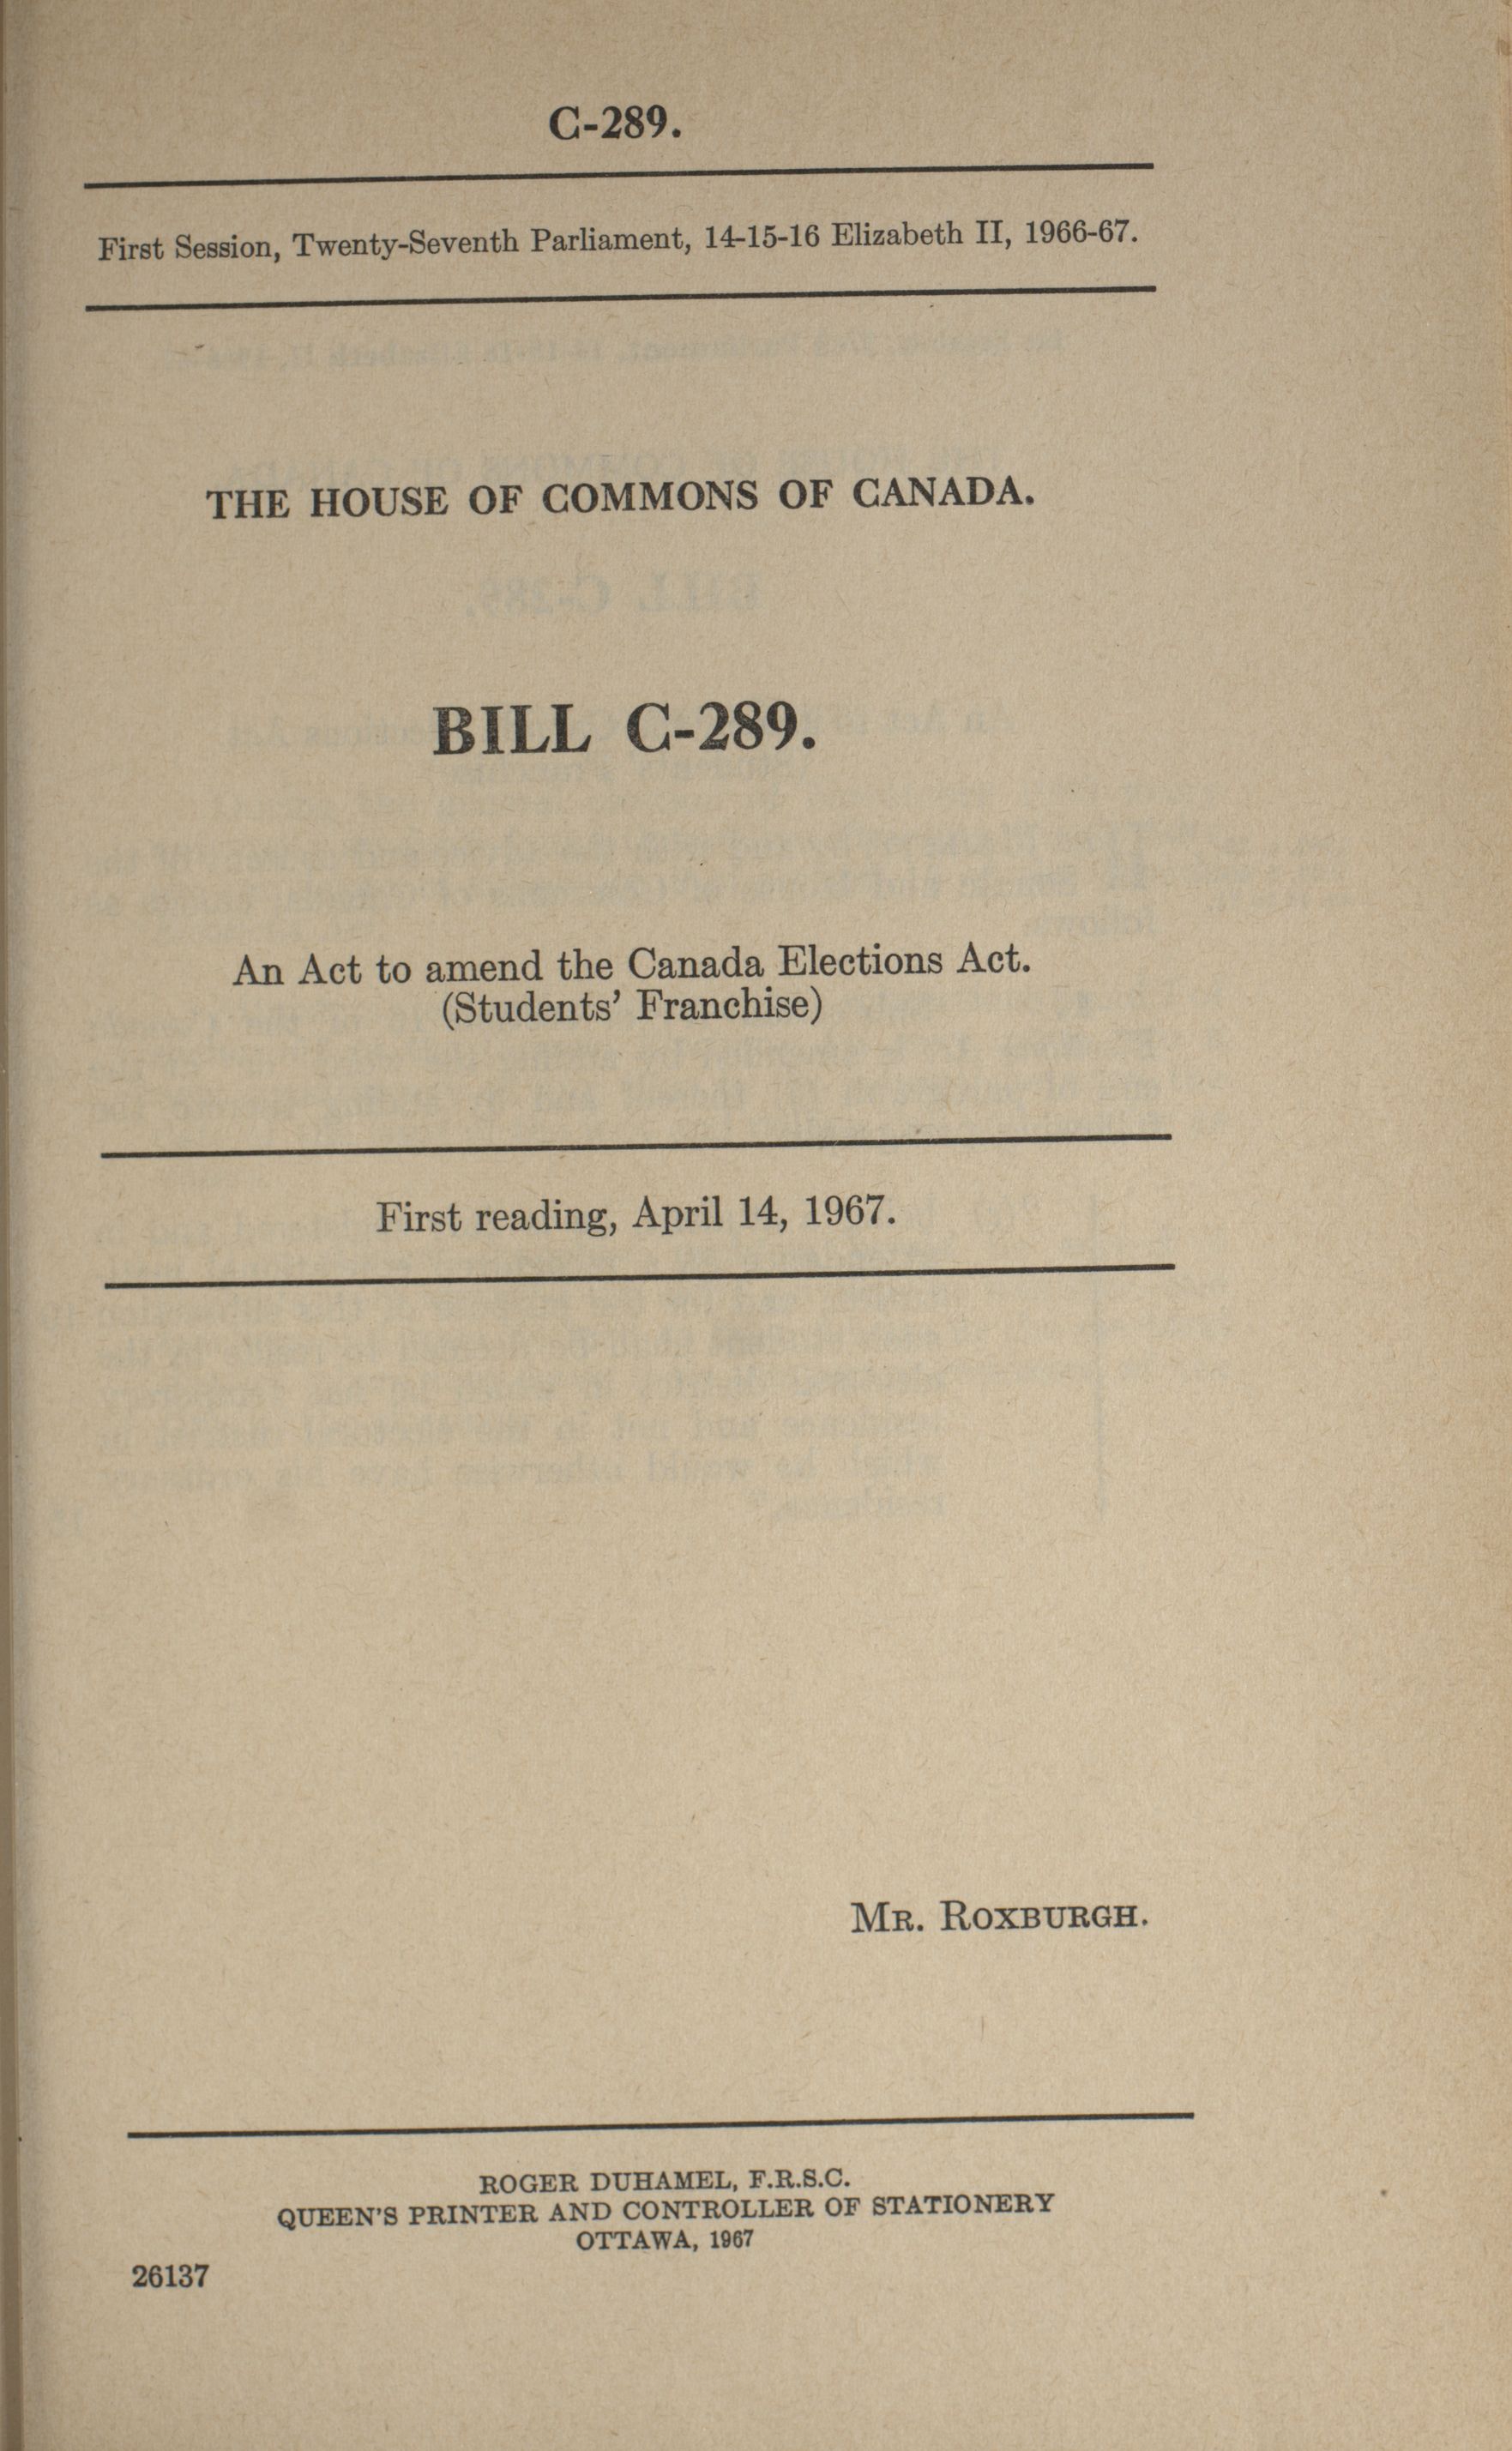 C-289.
First Session, Twenty-Seventh Parliament, 14-15-16 Elizabeth II, 1966-67.
THE HOUSE OF COMMONS OF CANADA.
BILL C-289.
An Act to amend the Canada Elections Act.
(Students' Franchise)
First reading, April 14, 1967.
MR. ROXBURGH.
ROGER DUHAMEL, F.R.S.C.
QUEEN'S PRINTER AND CONTROLLER OF STATIONERY
OTTAWA, 1967
26137